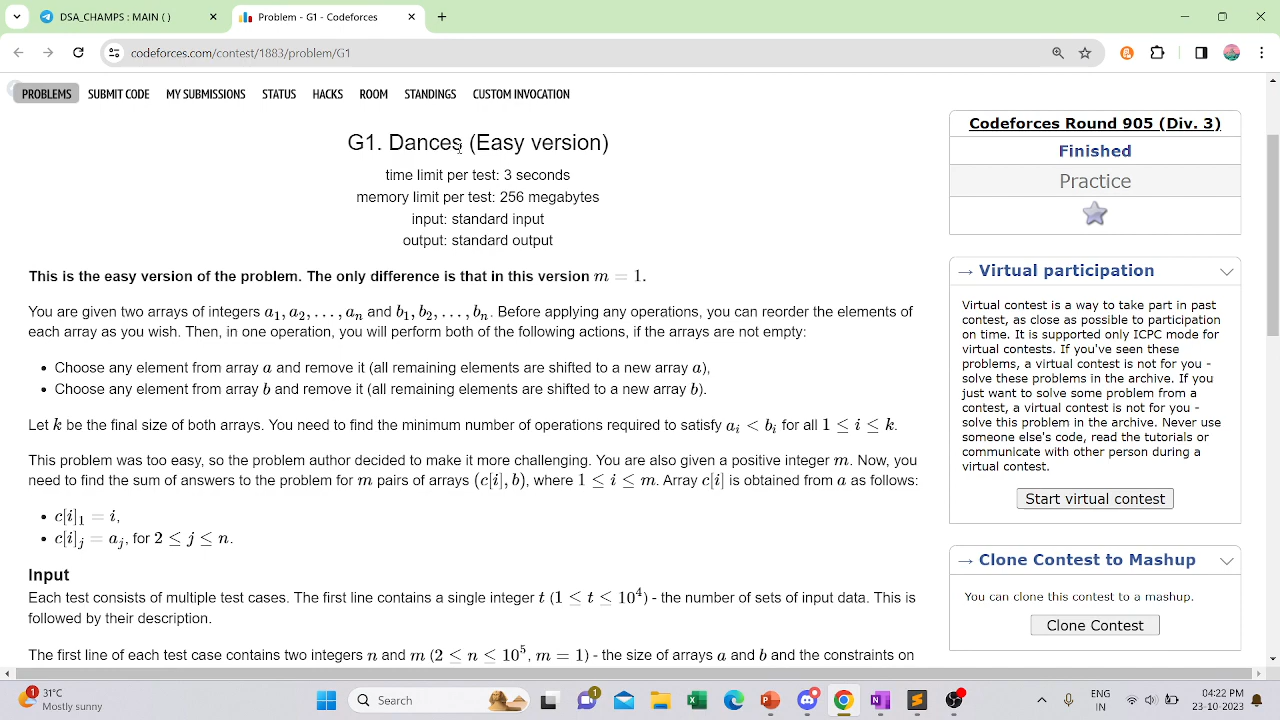 DSA_CHAMPS : MAIN ( )
Problem - G1 - Codeforces
codeforces.com/contest/1883/problem/G1
PROBLEMS SUBMIT CODE MY SUBMISSIONS STATUS HACKS ROOM STANDINGS CUSTOM INVOCATION
G1. Dances (Easy version)
time limit per test: 3 seconds
memory limit per test: 256 megabytes
input: standard input
output: standard output
This is the easy version of the problem. The only difference is that in this version m = 1.
You are given two arrays of integers a₁, a₂, . . . , aₙ and b₁, b₂, . . . , bₙ. Before applying any operations, you can reorder the elements of
each array as you wish. Then, in one operation, you will perform both of the following actions, if the arrays are not empty:
• Choose any element from array a and remove it (all remaining elements are shifted to a new array a),
• Choose any element from array b and remove it (all remaining elements are shifted to a new array b).
Let k be the final size of both arrays. You need to find the minimum number of operations required to satisfy aᵢ < bᵢ for all 1 ≤ i ≤ k.
This problem was too easy, so the problem author decided to make it more challenging. You are also given a positive integer m. Now, you
need to find the sum of answers to the problem for m pairs of arrays (c[i], b), where 1 ≤ i ≤ m. Array c[i] is obtained from a as follows:
• c[i]₁ = i,
• c[i]ⱼ = aⱼ, for 2 ≤ j ≤ n.
Input
Each test consists of multiple test cases. The first line contains a single integer t (1 ≤ t ≤ 10⁴) - the number of sets of input data. This is
followed by their description.
The first line of each test case contains two integers n and m (2 ≤ n ≤ 10⁵, m = 1) - the size of arrays a and b and the constraints on
Codeforces Round 905 (Div. 3)
Finished
Practice
→ Virtual participation
Virtual contest is a way to take part in past
contest, as close as possible to participation
on time. It is supported only ICPC mode for
virtual contests. If you've seen these
problems, a virtual contest is not for you -
solve these problems in the archive. If you
just want to solve some problem from a
contest, a virtual contest is not for you -
solve this problem in the archive. Never use
someone else's code, read the tutorials or
communicate with other person during a
virtual contest.
Start virtual contest
→ Clone Contest to Mashup
You can clone this contest to a mashup.
Clone Contest
1
31°C
Mostly sunny
Search
1
ENG
IN
04:22 PM
23-10-2023